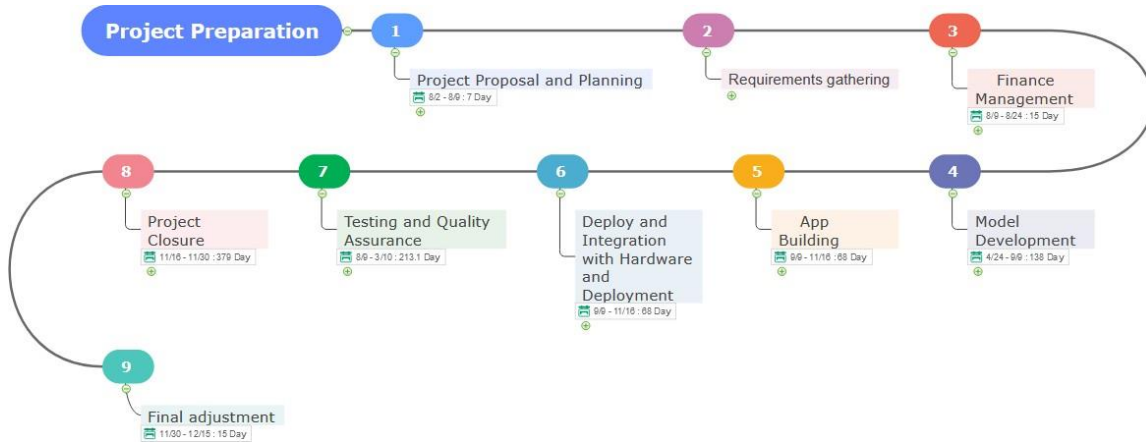 Project Preparation
1
2
3
Project Proposal and Planning
8/2 - 8/9 : 7 Day
Requirements gathering
Finance
Management
8/9 - 8/24 : 15 Day
8
7
6
5
4
Project
Closure
11/16 - 11/30 : 379 Day
Testing and Quality
Assurance
8/9 - 3/10 : 213.1 Day
Deploy and
Integration
with Hardware
and
Deployment
9/9 - 11/16 : 68 Day
App
Building
9/9 - 11/16 : 68 Day
Model
Development
4/24 - 9/9 : 138 Day
9
Final adjustment
11/30 - 12/15 : 15 Day